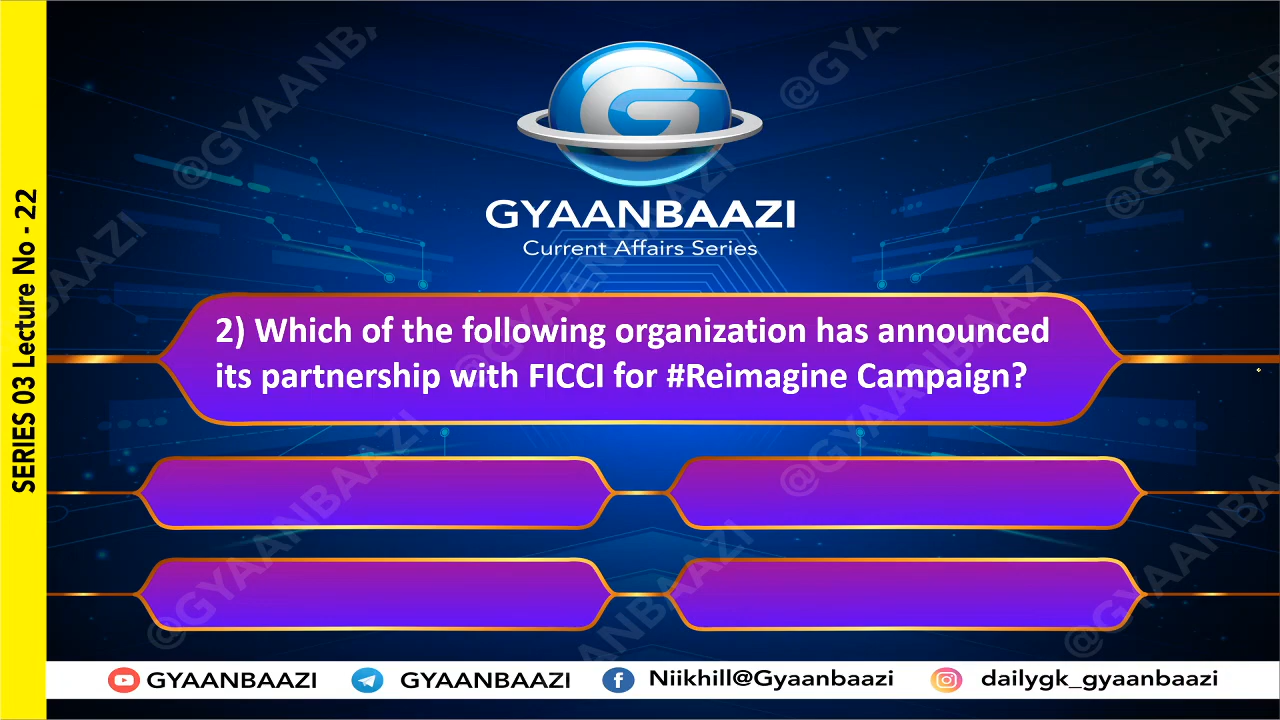 SERIES 03 Lecture No - 22
@GYAANBAAZI
GYAANBAAZI
Current Affairs Series
2) Which of the following organization has announced
its partnership with FICCI for #Reimagine Campaign?
GYAANBAAZI
GYAANBAAZI
Niikhill@Gyaanbaazi
dailygk_gyaanbaazi